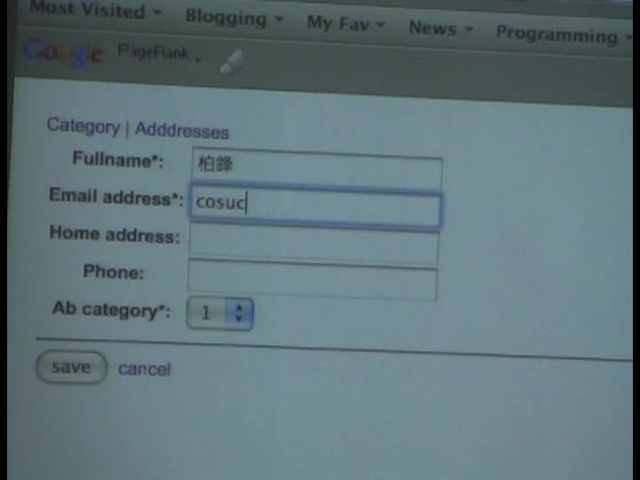 Most Visited Blogging My Fav News Programming
Google PageRank
Category | Adddresses
Fullname*: 柏鋒
Email address*: cosuc
Home address:
Phone:
Ab category*: 1
save cancel